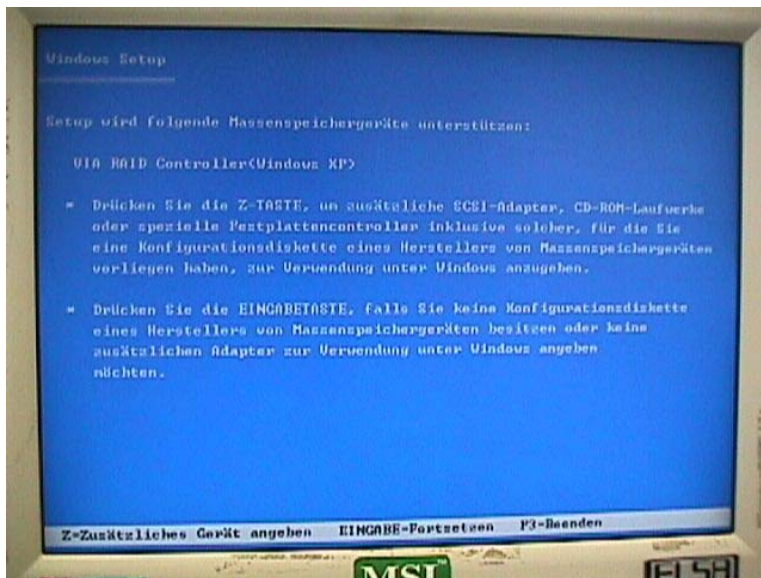 Windows Setup
Setup wird folgende Massenspeichergeräte unterstützen:
VIA RAID Controller(Windows XP)
* Drücken Sie die Z-TASTE, um zusätzliche SCSI-Adapter, CD-ROM-Laufwerke
oder spezielle Festplattencontroller inklusive solcher, für die Sie
eine Konfigurationsdiskette eines Herstellers von Massenspeichergeräten
vorliegen haben, zur Verwendung unter Windows anzugeben.
* Drücken Sie die EINGABETASTE, falls Sie keine Konfigurationsdiskette
eines Herstellers von Massenspeichergeräten besitzen oder keine
zusätzlichen Adapter zur Verwendung unter Windows angeben
möchten.
Z=Zusätzliches Gerät angeben EINGABE=Fortsetzen F3=Beenden
MSI
ELSA